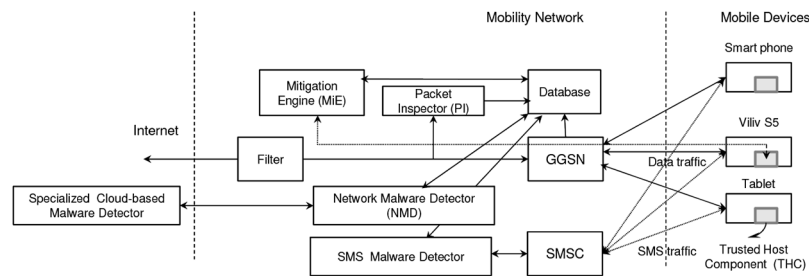 Mobility Network
Mobile Devices
Smart phone
Mitigation
Engine (MiE)
Packet
Inspector (PI)
Database
Internet
Viliv S5
Filter
GGSN
Data traffic
Tablet
Specialized Cloud-based
Malware Detector
Network Malware Detector
(NMD)
SMS Malware Detector
SMSC
SMS traffic
Trusted Host
Component (THC)